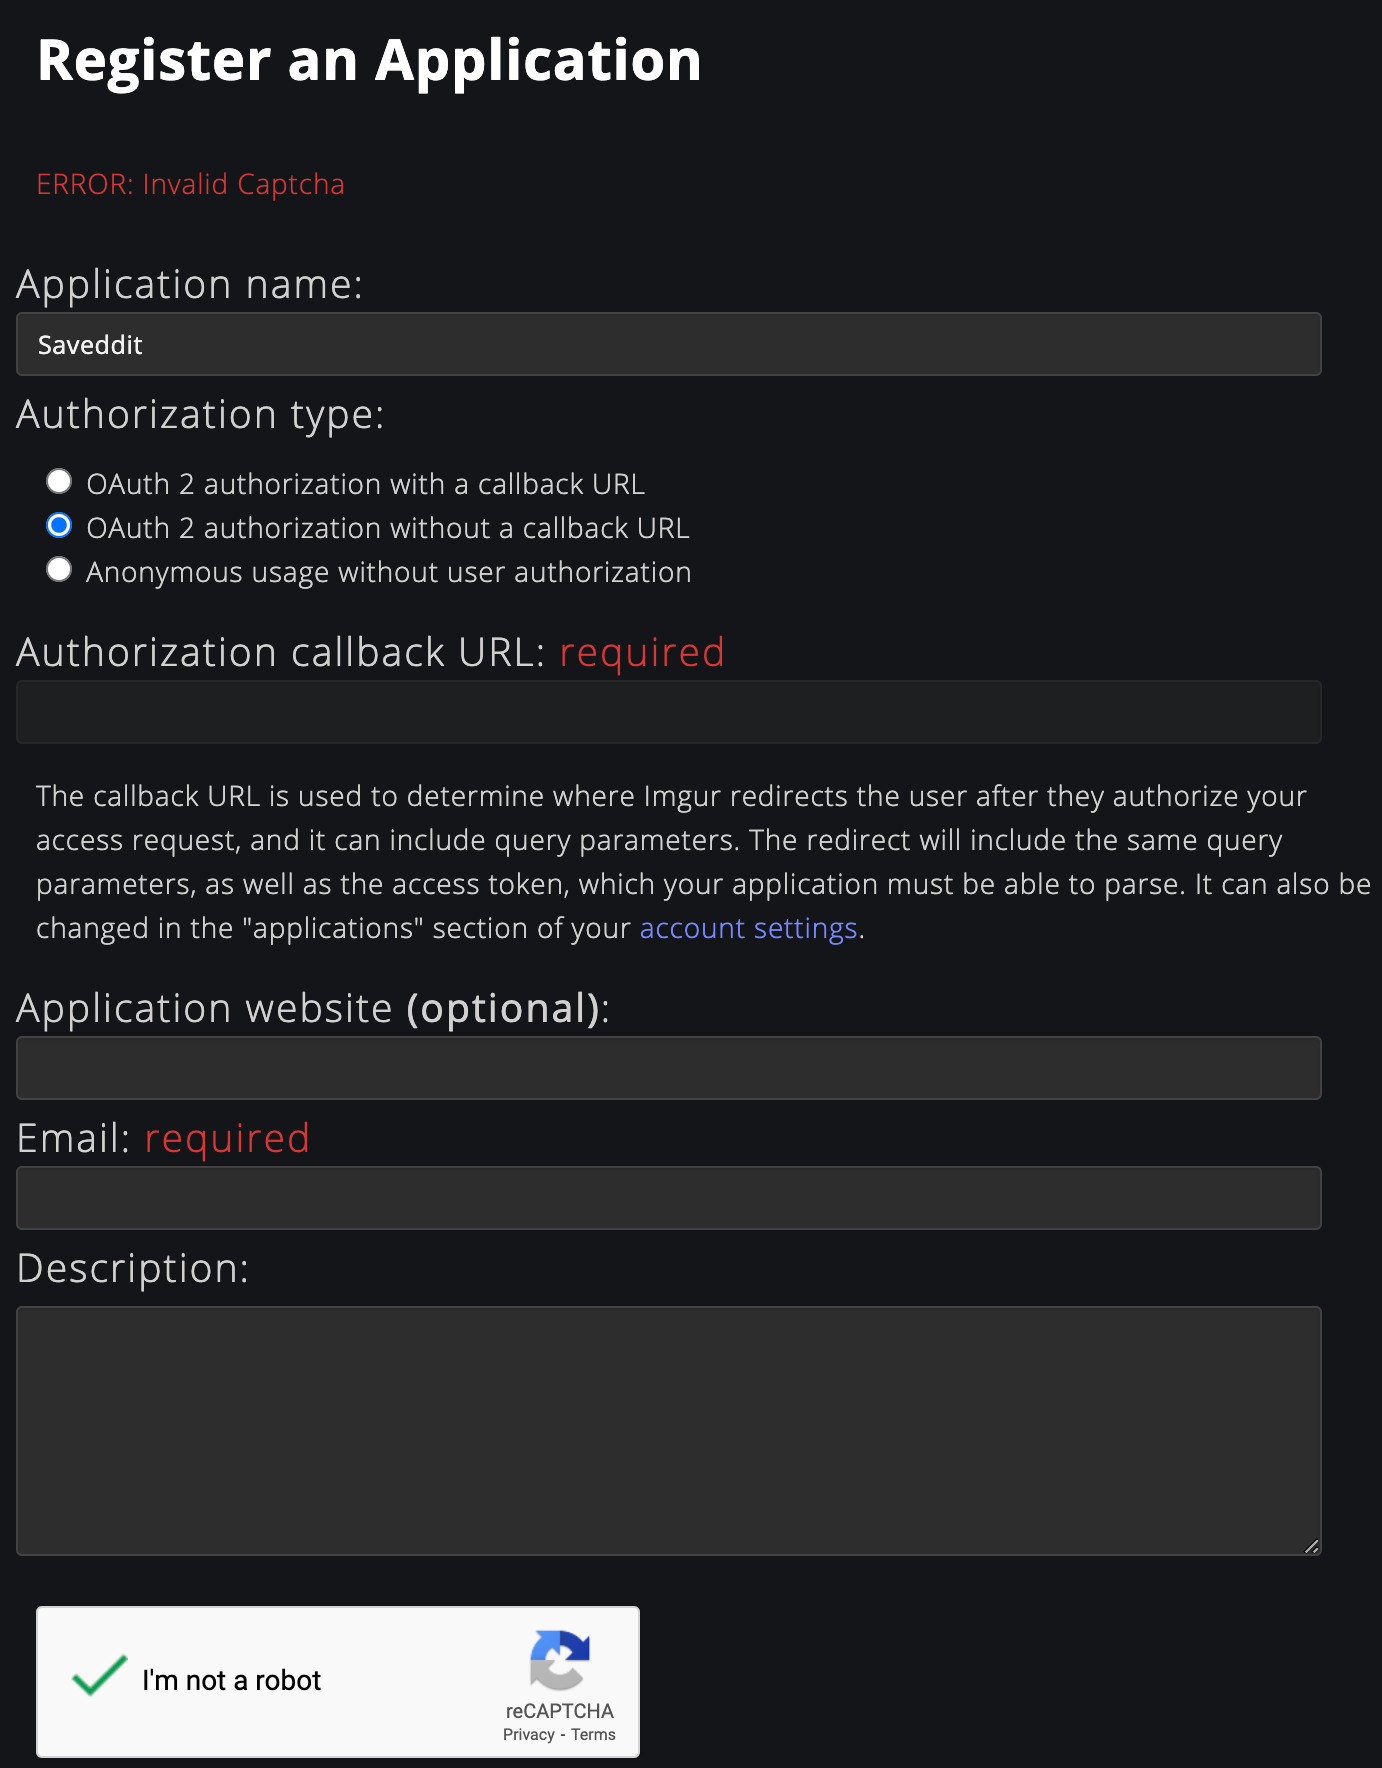 Register an Application
ERROR: Invalid Captcha
Application name:
Saveddit
Authorization type:
OAuth 2 authorization with a callback URL
OAuth 2 authorization without a callback URL
Anonymous usage without user authorization
Authorization callback URL: required
The callback URL is used to determine where Imgur redirects the user after they authorize your
access request, and it can include query parameters. The redirect will include the same query
parameters, as well as the access token, which your application must be able to parse. It can also be
changed in the "applications" section of your account settings.
Application website (optional):
Email: required
Description:
I'm not a robot
reCAPTCHA
Privacy - Terms